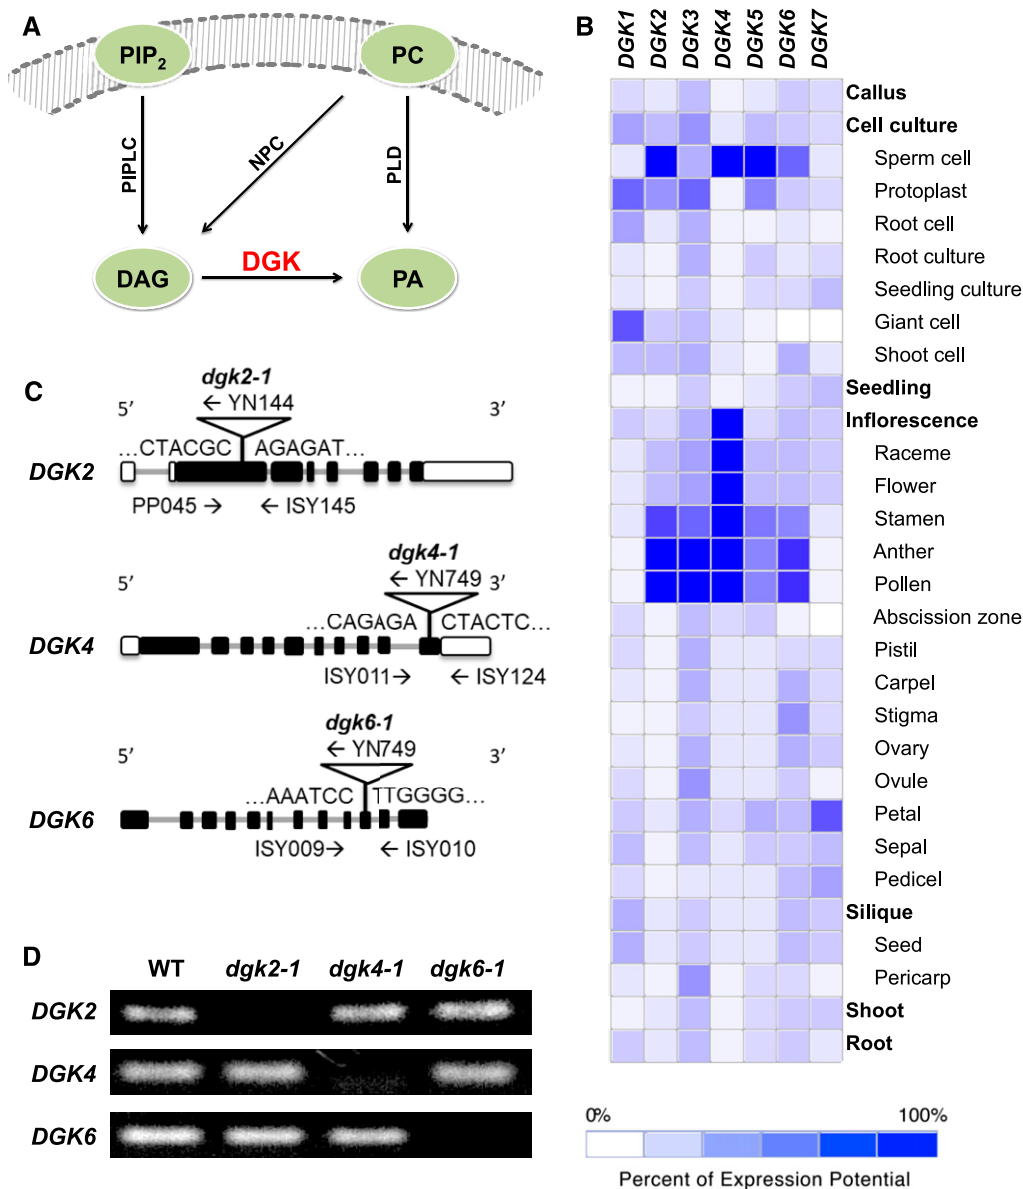 A
PIP2
PC
PIPLC
NPC
PLD
DAG
DGK
PA
B
DGK1
DGK2
DGK3
DGK4
DGK5
DGK6
DGK7
Callus
Cell culture
Sperm cell
Protoplast
Root cell
Root culture
Seedling culture
Giant cell
Shoot cell
Seedling
Inflorescence
Raceme
Flower
Stamen
Anther
Pollen
Abscission zone
Pistil
Carpel
Stigma
Ovary
Ovule
Petal
Sepal
Pedicel
Silique
Seed
Pericarp
Shoot
Root
0% 100%
Percent of Expression Potential
C
dgk2-1
5′ ← YN144 3′
…CTACGC AGAGAT…
DGK2
PP045 → ← ISY145
dgk4-1
5′ ← YN749 3′
…CAGAGA CTACTC…
DGK4
ISY011→ ← ISY124
dgk6-1
5′ ← YN749 3′
…AAATCC TTGGGG…
DGK6
ISY009→ ← ISY010
D
WT dgk2-1 dgk4-1 dgk6-1
DGK2
DGK4
DGK6